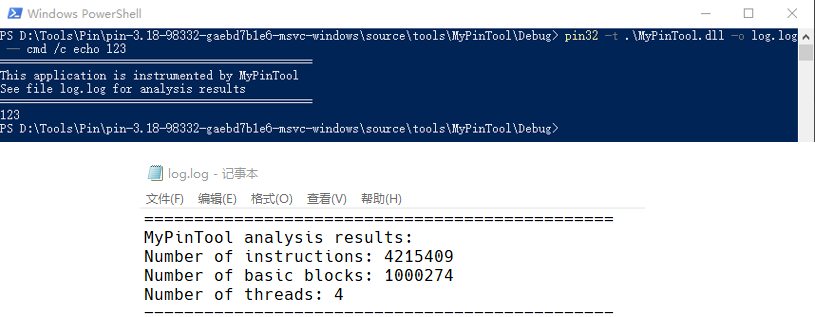 Windows PowerShell
PS D:\Tools\Pin\pin-3.18-98332-gaebd7b1e6-msvc-windows\source\tools\MyPinTool\Debug> pin32 -t .\MyPinTool.dll -o log.log
-- cmd /c echo 123
===============================================
This application is instrumented by MyPinTool
See file log.log for analysis results
===============================================
123
PS D:\Tools\Pin\pin-3.18-98332-gaebd7b1e6-msvc-windows\source\tools\MyPinTool\Debug>
log.log - 记事本
文件(F) 编辑(E) 格式(O) 查看(V) 帮助(H)
===============================================
MyPinTool analysis results:
Number of instructions: 4215409
Number of basic blocks: 1000274
Number of threads: 4
===============================================